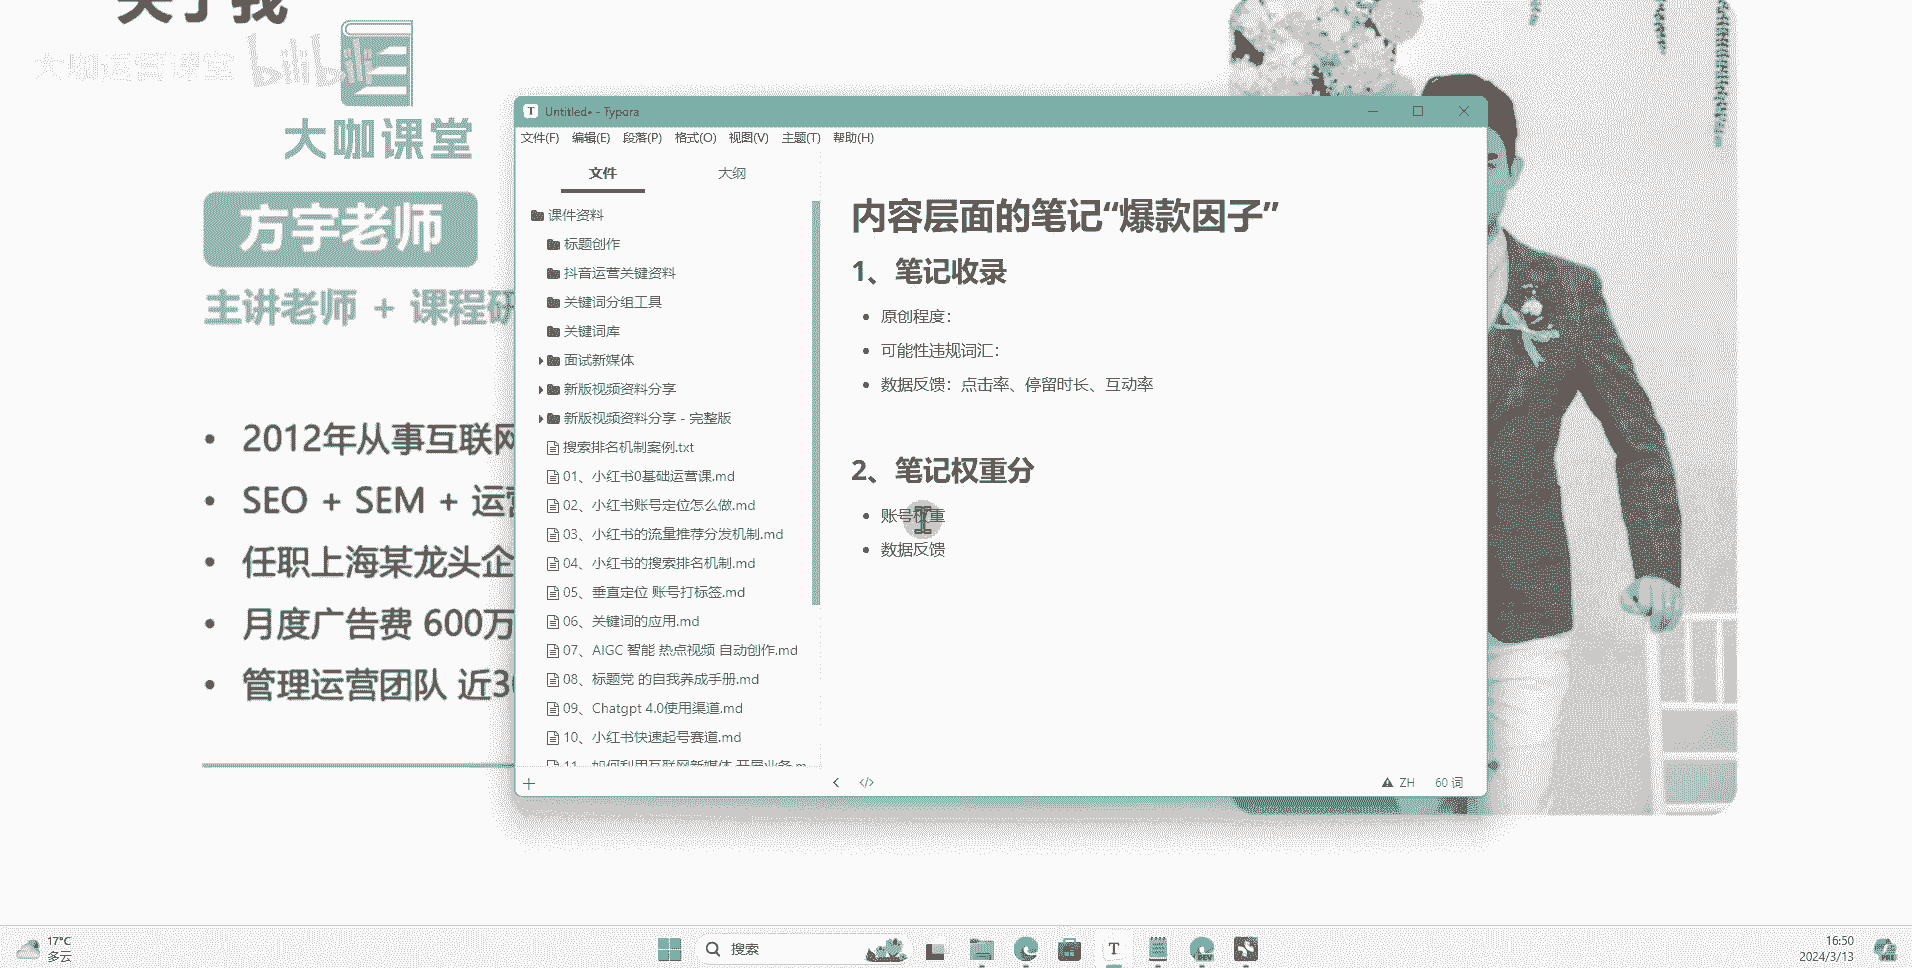 关于我
大咖运营课堂 bilibili
大咖课堂
方宇老师
主讲老师 + 课程研
2012年从事互联网
SEO + SEM + 运营
任职上海某龙头企
月度广告费 600万
管理运营团队 近30
Untitled• - Typora
文件(F) 编辑(E) 段落(P) 格式(O) 视图(V) 主题(T) 帮助(H)
文件 大纲
课件资料
标题创作
抖音运营关键资料
关键词分组工具
关键词库
面试新媒体
新版视频资料分享
新版视频资料分享 - 完整版
搜索排名机制案例.txt
01、小红书0基础运营课.md
02、小红书账号定位怎么做.md
03、小红书的流量推荐分发机制.md
04、小红书的搜索排名机制.md
05、垂直定位 账号打标签.md
06、关键词的应用.md
07、AIGC 智能 热点视频 自动创作.md
08、标题党 的自我养成手册.md
09、Chatgpt 4.0使用渠道.md
10、小红书快速起号赛道.md
11、如何利用互联网新媒体 开展业务.m
内容层面的笔记“爆款因子”
1、笔记收录
原创程度：
可能性违规词汇：
数据反馈：点击率、停留时长、互动率
2、笔记权重分
账号权重
数据反馈
ZH 60 词
17°C
多云
搜索
16:50
2024/3/13